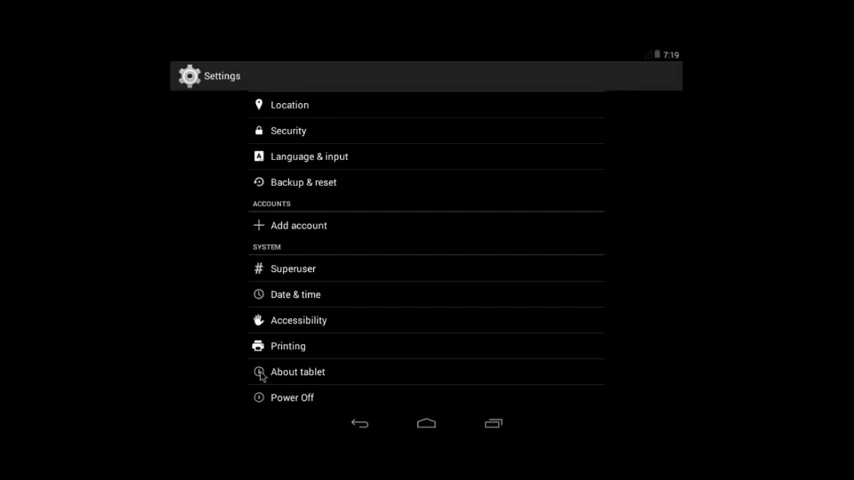 7:19
Settings
Location
Security
Language & input
Backup & reset
ACCOUNTS
Add account
SYSTEM
Superuser
Date & time
Accessibility
Printing
About tablet
Power Off